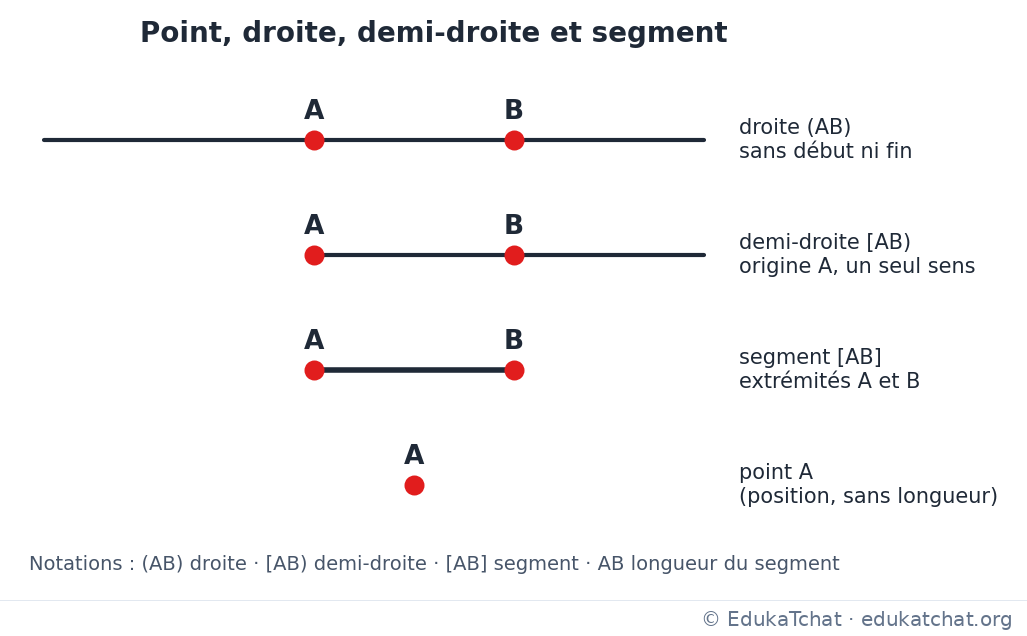 Point, droite, demi-droite et segment
A
B
droite (AB)
sans début ni fin
A
B
demi-droite [AB)
origine A, un seul sens
A
B
segment [AB]
extrémités A et B
A
point A
(position, sans longueur)
Notations : (AB) droite · [AB) demi-droite · [AB] segment · AB longueur du segment
© EdukaTchat · edukatchat.org